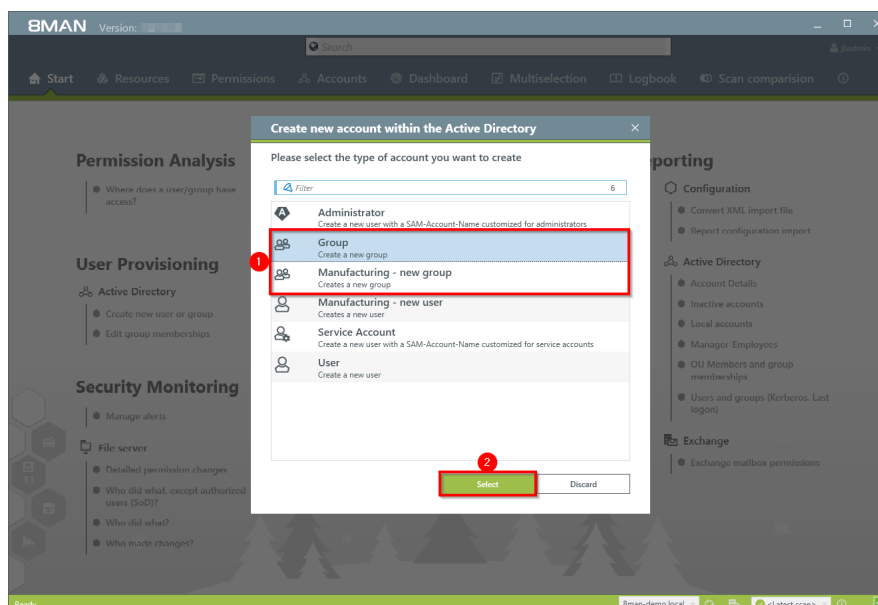 8MAN Version:
Search
jbadmin
Start Resources Permissions Accounts Dashboard Multiselection Logbook Scan comparision
Create new account within the Active Directory
Please select the type of account you want to create
Filter 6
Administrator
Create a new user with a SAM-Account-Name customized for administrators
Group
Create a new group
Manufacturing - new group
Creates a new group
Manufacturing - new user
Creates a new user
Service Account
Create a new user with a SAM-Account-Name customized for service accounts
User
Create a new user
1
2
Select Discard
Permission Analysis
Where does a user/group have
access?
User Provisioning
Active Directory
Create new user or group
Edit group memberships
Security Monitoring
Manage alerts
File server
Detailed permission changes
Who did what, except authorized
users (SoD)?
Who did what?
Who made changes?
porting
Configuration
Convert XML import file
Report configuration import
Active Directory
Account Details
Inactive accounts
Local accounts
Manager Employees
OU Members and group
memberships
Users and groups (Kerberos, Last
logon)
Exchange
Exchange mailbox permissions
Ready
8man-demo.local <Latest scan>